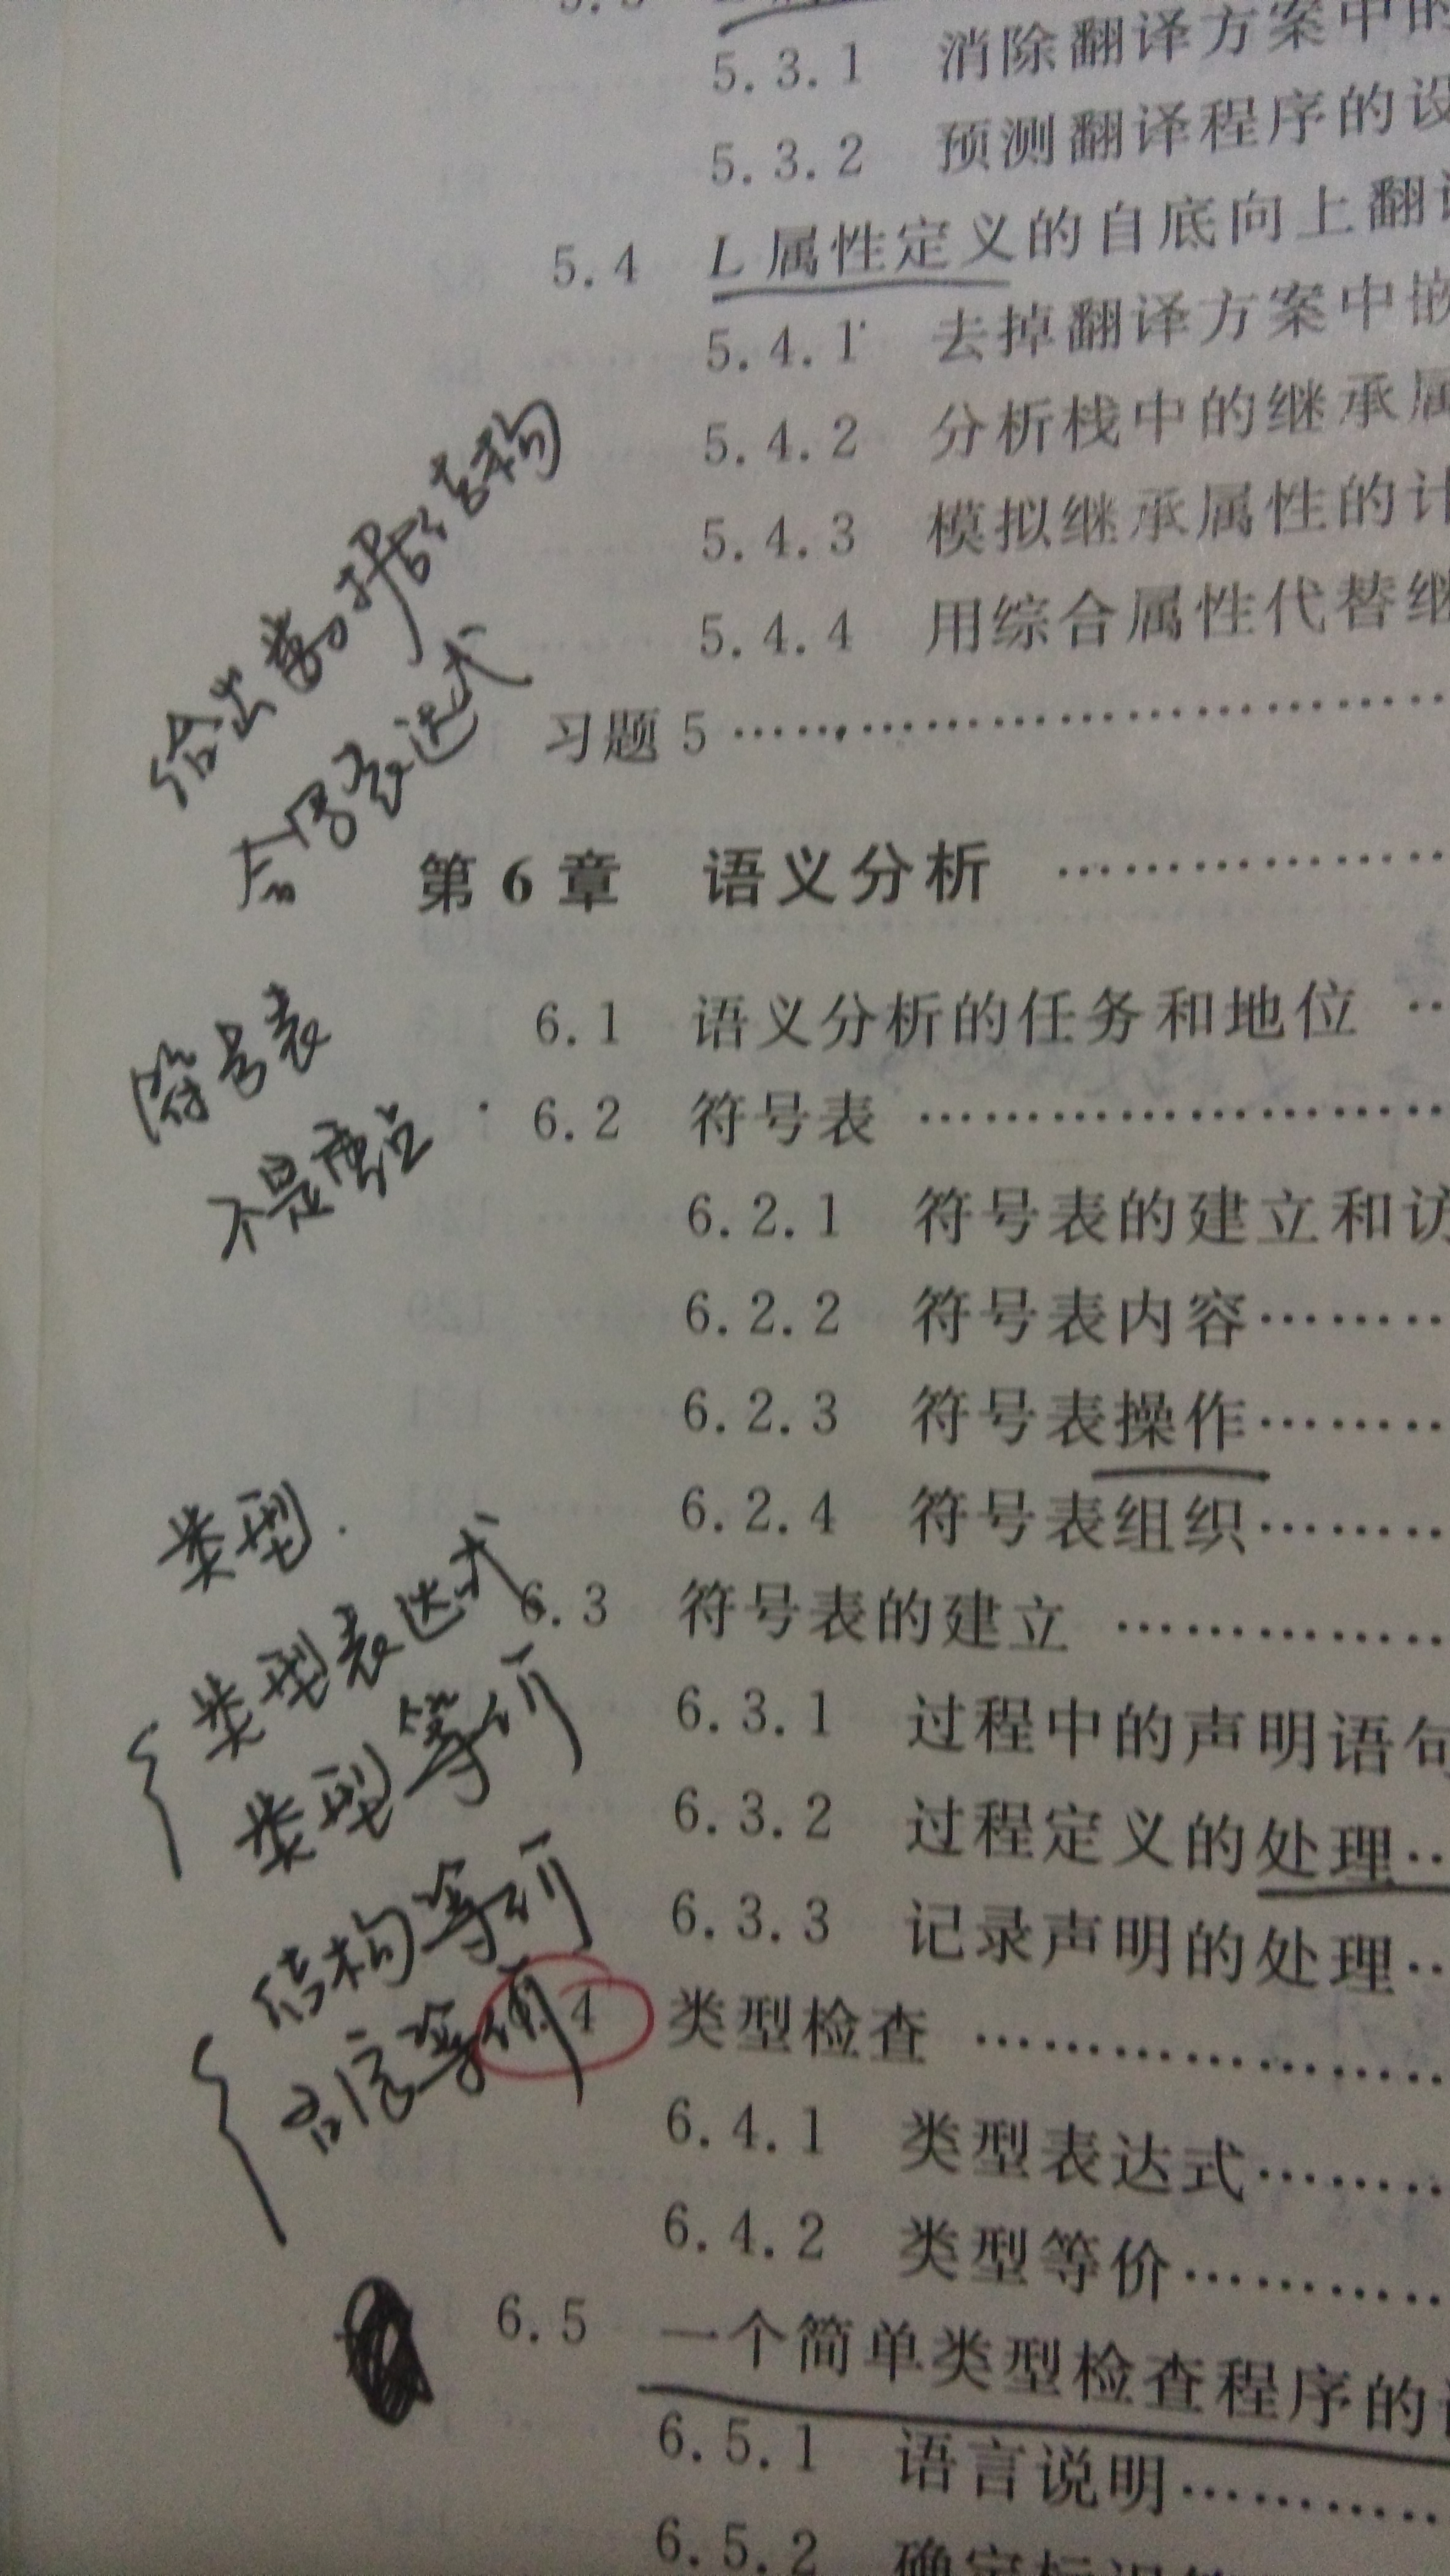 5.3.1 消除翻译方案中的
5.3.2 预测翻译程序的设
5.4 L属性定义的自底向上翻译
5.4.1 去掉翻译方案中嵌
5.4.2 分析栈中的继承属
5.4.3 模拟继承属性的计
5.4.4 用综合属性代替继
给出数据结构
习题 5 ……………………
写表达式
第 6 章 语义分析 ……………
6.1 语义分析的任务和地位 …
符号表
6.2 符号表 ……………………
不是重点
6.2.1 符号表的建立和访
6.2.2 符号表内容………
6.2.3 符号表操作………
6.2.4 符号表组织………
类型.
6.3 符号表的建立 ……………
类型表达式
6.3.1 过程中的声明语句
类型等价
6.3.2 过程定义的处理…
6.3.3 记录声明的处理…
结构等价
4 类型检查 …………………
名字等价
6.4.1 类型表达式………
6.4.2 类型等价…………
6.5 一个简单类型检查程序的
6.5.1 语言说明…………
6.5.2 确定标识